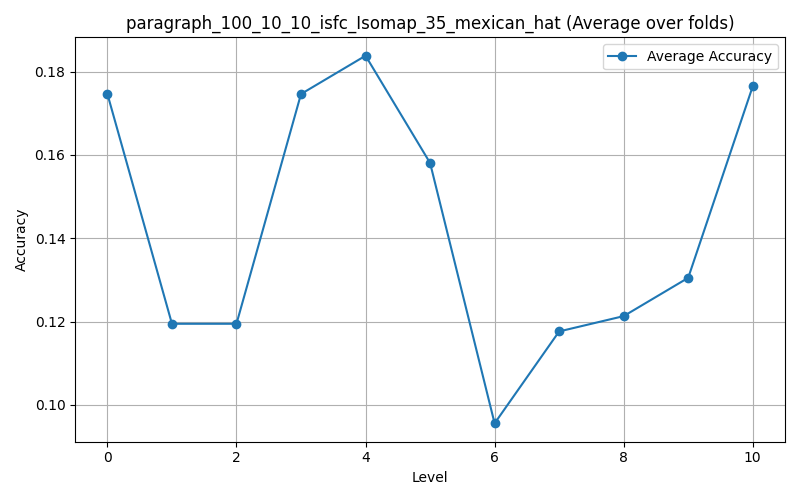 paragraph_100_10_10_isfc_Isomap_35_mexican_hat (Average over folds)
Average Accuracy
Accuracy
0.18
0.16
0.14
0.12
0.10
0 2 4 6 8 10
Level